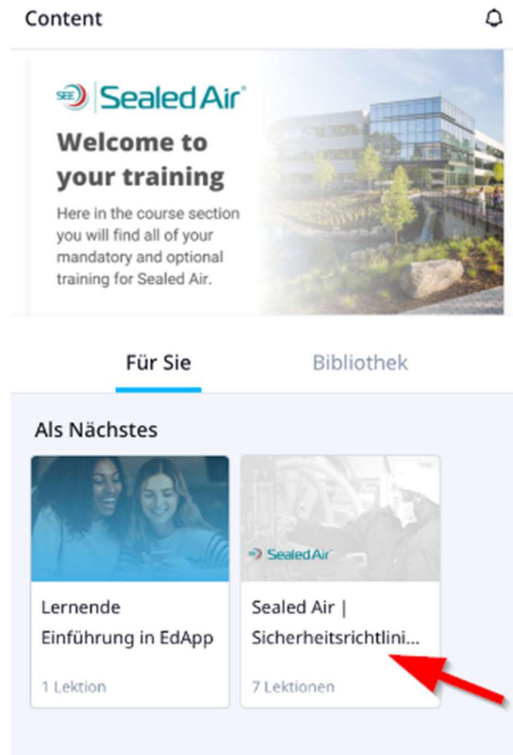 Content
SEE Sealed Air
Welcome to
your training
Here in the course section
you will find all of your
mandatory and optional
training for Sealed Air.
Für Sie
Bibliothek
Als Nächstes
Sealed Air
Lernende
Einführung in EdApp
1 Lektion
Sealed Air |
Sicherheitsrichtlini...
7 Lektionen